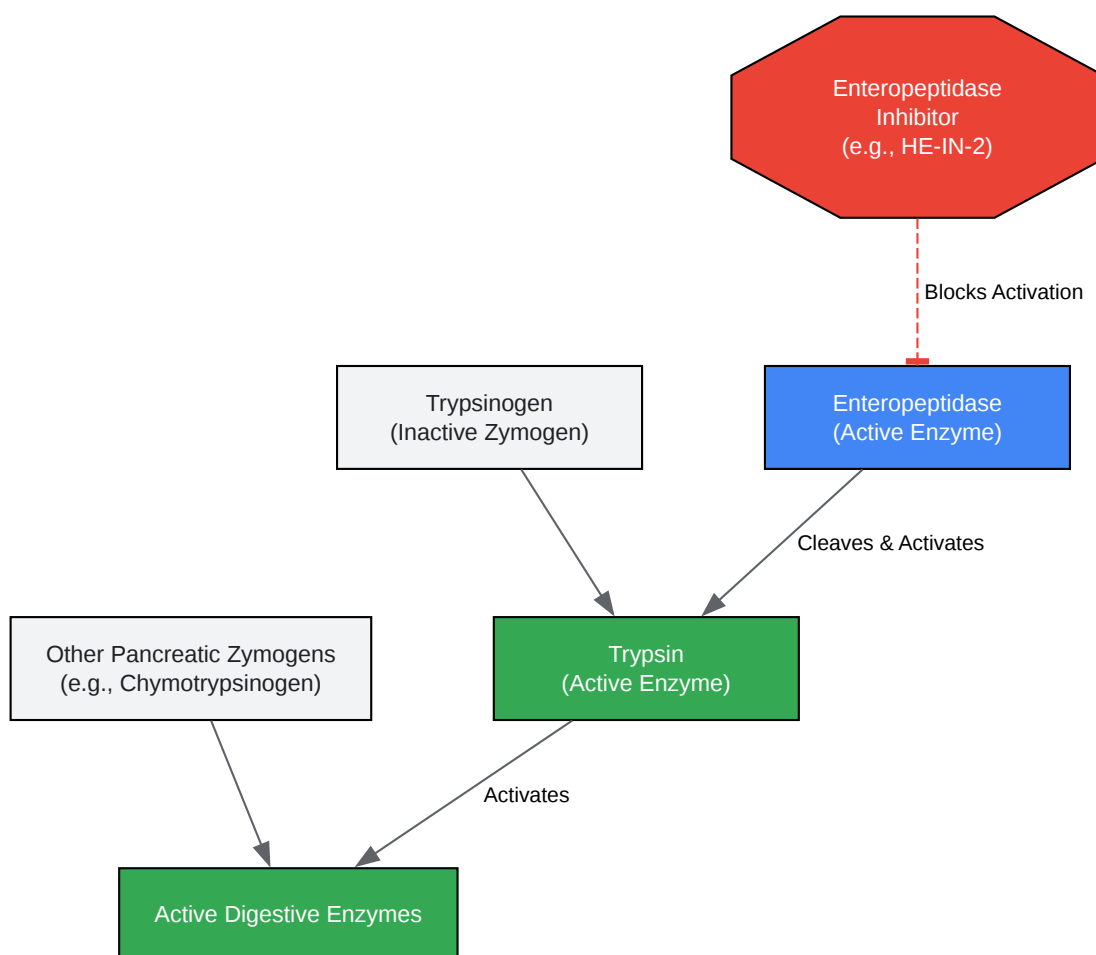 Enteropeptidase
Inhibitor
(e.g., HE-IN-2)
Blocks Activation
Trypsinogen
(Inactive Zymogen)
Enteropeptidase
(Active Enzyme)
Cleaves & Activates
Other Pancreatic Zymogens
(e.g., Chymotrypsinogen)
Trypsin
(Active Enzyme)
Activates
Active Digestive Enzymes